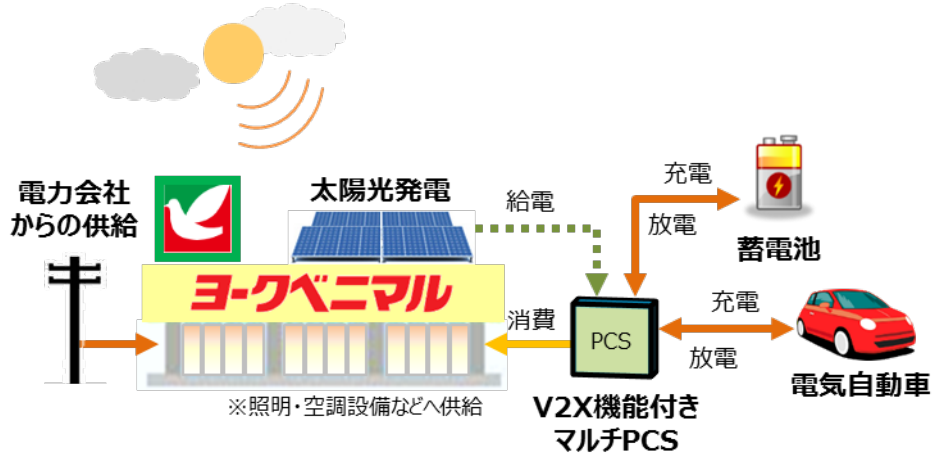 電力会社
からの供給
太陽光発電
給電
充電
放電
蓄電池
ヨークベニマル
消費
PCS
充電
放電
電気自動車
※照明・空調設備などへ供給
V2X機能付き
マルチPCS